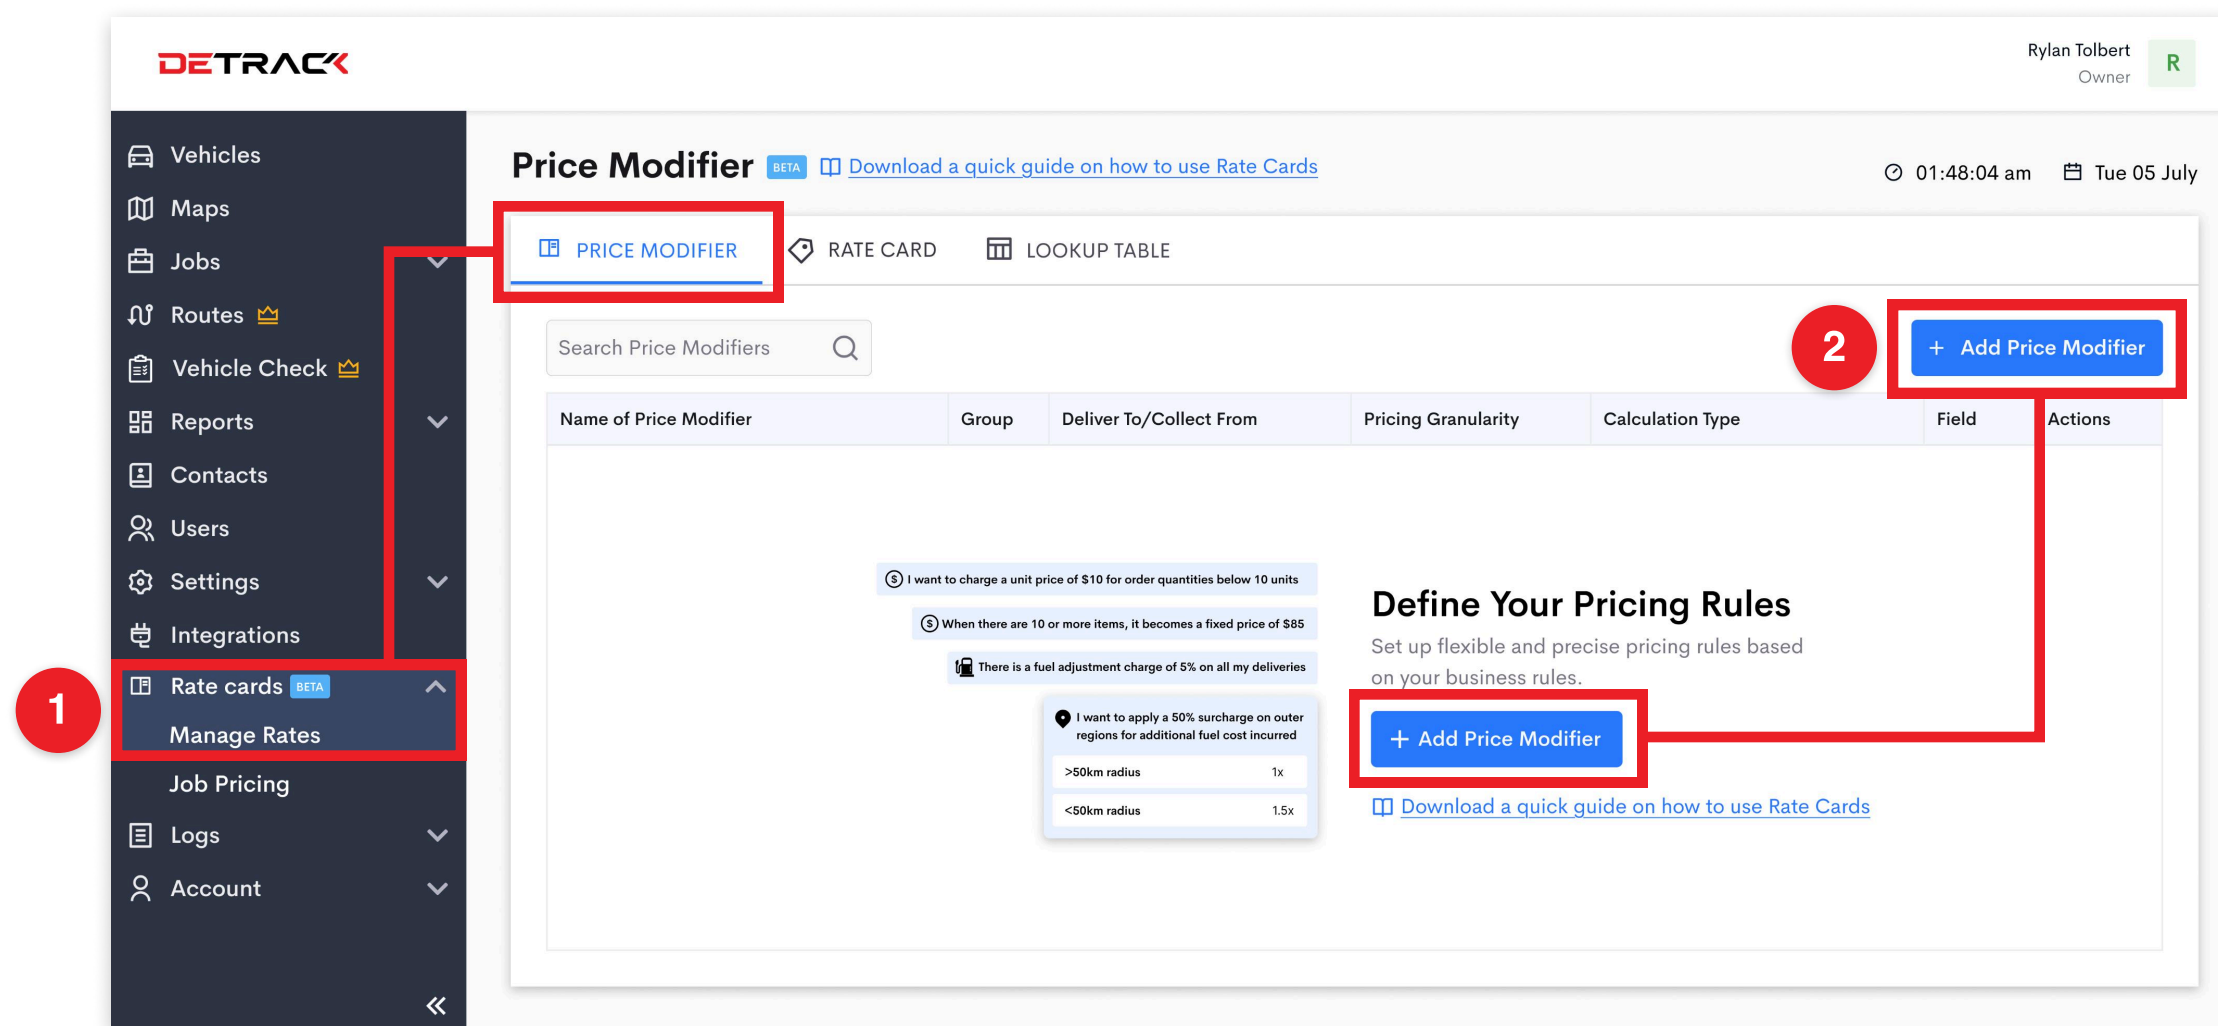 DETRACK
Rylan Tolbert
Owner
R
Vehicles
Maps
Jobs
Routes
Vehicle Check
Reports
Contacts
Users
Settings
Integrations
1
Rate cards BETA
Manage Rates
Job Pricing
Logs
Account
Price Modifier BETA Download a quick guide on how to use Rate Cards
01:48:04 am Tue 05 July
PRICE MODIFIER RATE CARD LOOKUP TABLE
Search Price Modifiers
2
+ Add Price Modifier
Name of Price Modifier Group Deliver To/Collect From Pricing Granularity Calculation Type Field Actions
$ I want to charge a unit price of $10 for order quantities below 10 units
$ When there are 10 or more items, it becomes a fixed price of $85
There is a fuel adjustment charge of 5% on all my deliveries
I want to apply a 50% surcharge on outer
regions for additional fuel cost incurred
>50km radius 1x
<50km radius 1.5x
Define Your Pricing Rules
Set up flexible and precise pricing rules based
on your business rules.
+ Add Price Modifier
Download a quick guide on how to use Rate Cards